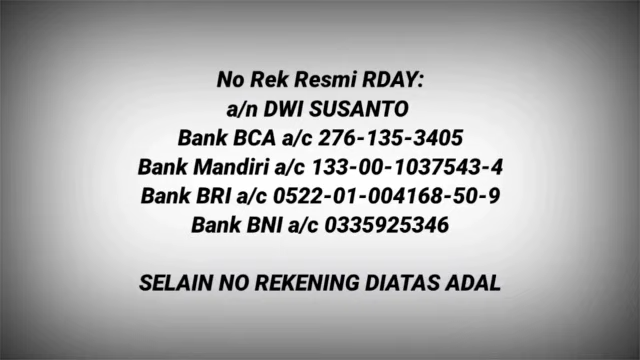 No Rek Resmi RDAY:
a/n DWI SUSANTO
Bank BCA a/c 276-135-3405
Bank Mandiri a/c 133-00-1037543-4
Bank BRI a/c 0522-01-004168-50-9
Bank BNI a/c 0335925346
SELAIN NO REKENING DIATAS ADAL